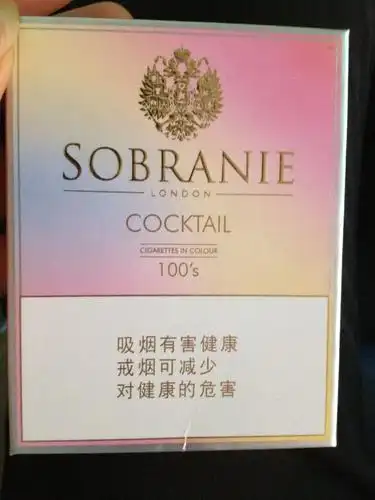 SOBRANIE
LONDON
COCKTAIL
CIGARETTES IN COLOUR
100's
吸烟有害健康
戒烟可减少
对健康的危害